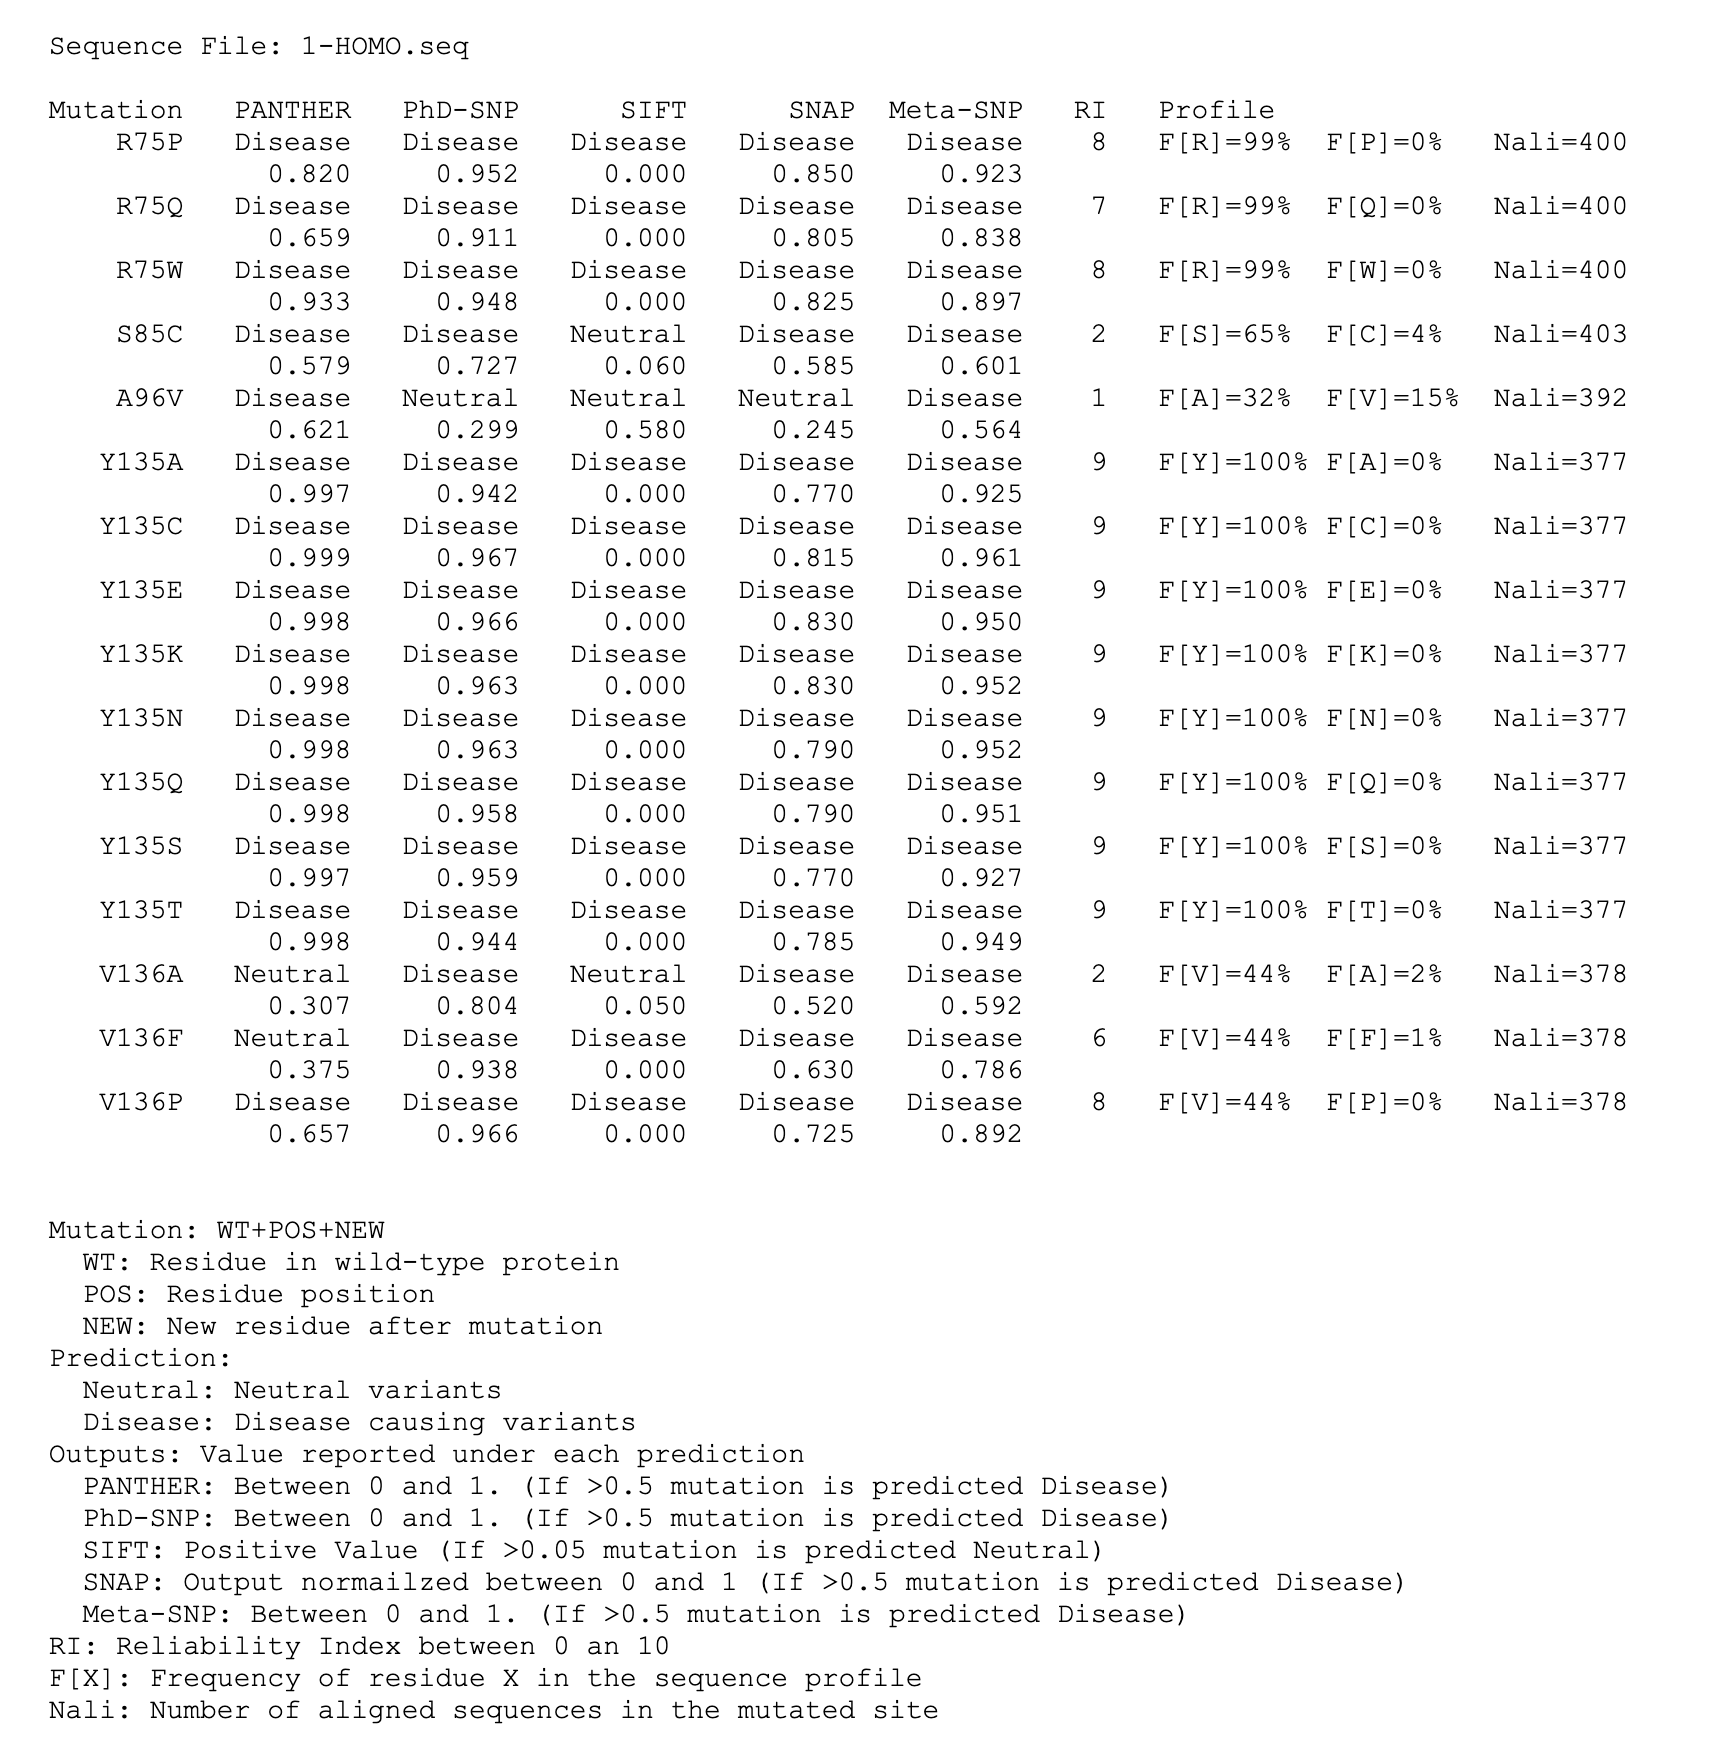 Sequence File: 1-HOMO.seq
Mutation PANTHER PhD-SNP SIFT SNAP Meta-SNP RI Profile
R75P Disease Disease Disease Disease Disease 8 F[R]=99% F[P]=0% Nali=400
0.820 0.952 0.000 0.850 0.923
R75Q Disease Disease Disease Disease Disease 7 F[R]=99% F[Q]=0% Nali=400
0.659 0.911 0.000 0.805 0.838
R75W Disease Disease Disease Disease Disease 8 F[R]=99% F[W]=0% Nali=400
0.933 0.948 0.000 0.825 0.897
S85C Disease Disease Neutral Disease Disease 2 F[S]=65% F[C]=4% Nali=403
0.579 0.727 0.060 0.585 0.601
A96V Disease Neutral Neutral Neutral Disease 1 F[A]=32% F[V]=15% Nali=392
0.621 0.299 0.580 0.245 0.564
Y135A Disease Disease Disease Disease Disease 9 F[Y]=100% F[A]=0% Nali=377
0.997 0.942 0.000 0.770 0.925
Y135C Disease Disease Disease Disease Disease 9 F[Y]=100% F[C]=0% Nali=377
0.999 0.967 0.000 0.815 0.961
Y135E Disease Disease Disease Disease Disease 9 F[Y]=100% F[E]=0% Nali=377
0.998 0.966 0.000 0.830 0.950
Y135K Disease Disease Disease Disease Disease 9 F[Y]=100% F[K]=0% Nali=377
0.998 0.963 0.000 0.830 0.952
Y135N Disease Disease Disease Disease Disease 9 F[Y]=100% F[N]=0% Nali=377
0.998 0.963 0.000 0.790 0.952
Y135Q Disease Disease Disease Disease Disease 9 F[Y]=100% F[Q]=0% Nali=377
0.998 0.958 0.000 0.790 0.951
Y135S Disease Disease Disease Disease Disease 9 F[Y]=100% F[S]=0% Nali=377
0.997 0.959 0.000 0.770 0.927
Y135T Disease Disease Disease Disease Disease 9 F[Y]=100% F[T]=0% Nali=377
0.998 0.944 0.000 0.785 0.949
V136A Neutral Disease Neutral Disease Disease 2 F[V]=44% F[A]=2% Nali=378
0.307 0.804 0.050 0.520 0.592
V136F Neutral Disease Disease Disease Disease 6 F[V]=44% F[F]=1% Nali=378
0.375 0.938 0.000 0.630 0.786
V136P Disease Disease Disease Disease Disease 8 F[V]=44% F[P]=0% Nali=378
0.657 0.966 0.000 0.725 0.892
Mutation: WT+POS+NEW
WT: Residue in wild-type protein
POS: Residue position
NEW: New residue after mutation
Prediction:
Neutral: Neutral variants
Disease: Disease causing variants
Outputs: Value reported under each prediction
PANTHER: Between 0 and 1. (If >0.5 mutation is predicted Disease)
PhD-SNP: Between 0 and 1. (If >0.5 mutation is predicted Disease)
SIFT: Positive Value (If >0.05 mutation is predicted Neutral)
SNAP: Output normailzed between 0 and 1 (If >0.5 mutation is predicted Disease)
Meta-SNP: Between 0 and 1. (If >0.5 mutation is predicted Disease)
RI: Reliability Index between 0 an 10
F[X]: Frequency of residue X in the sequence profile
Nali: Number of aligned sequences in the mutated site